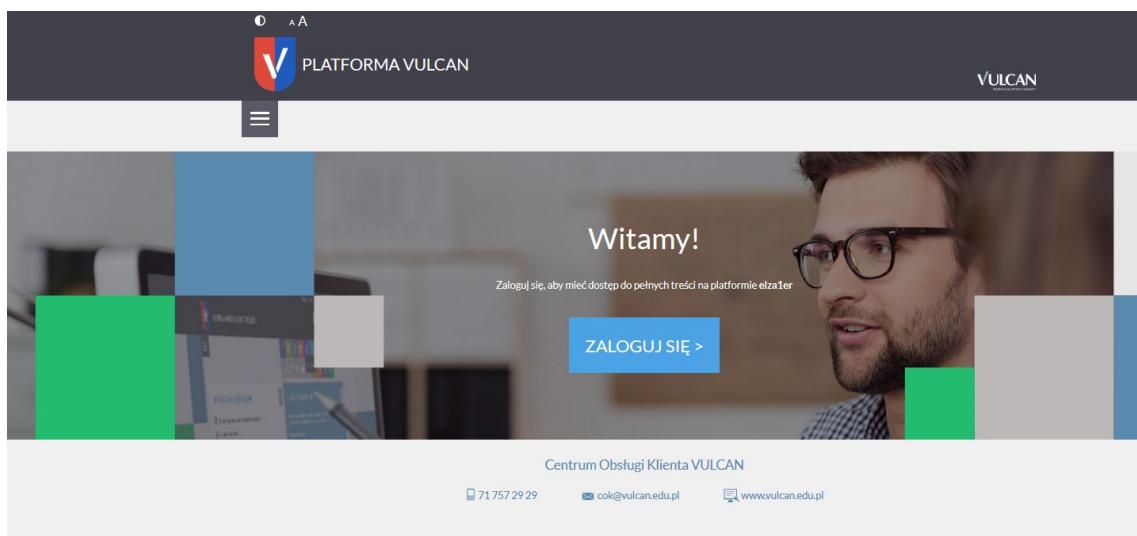 A A
V PLATFORMA VULCAN
VULCAN
Witamy!
Zaloguj się, aby mieć dostęp do pełnych treści na platformie elza1er
ZALOGUJ SIĘ >
Centrum Obsługi Klienta VULCAN
71 757 29 29 cok@vulcan.edu.pl www.vulcan.edu.pl